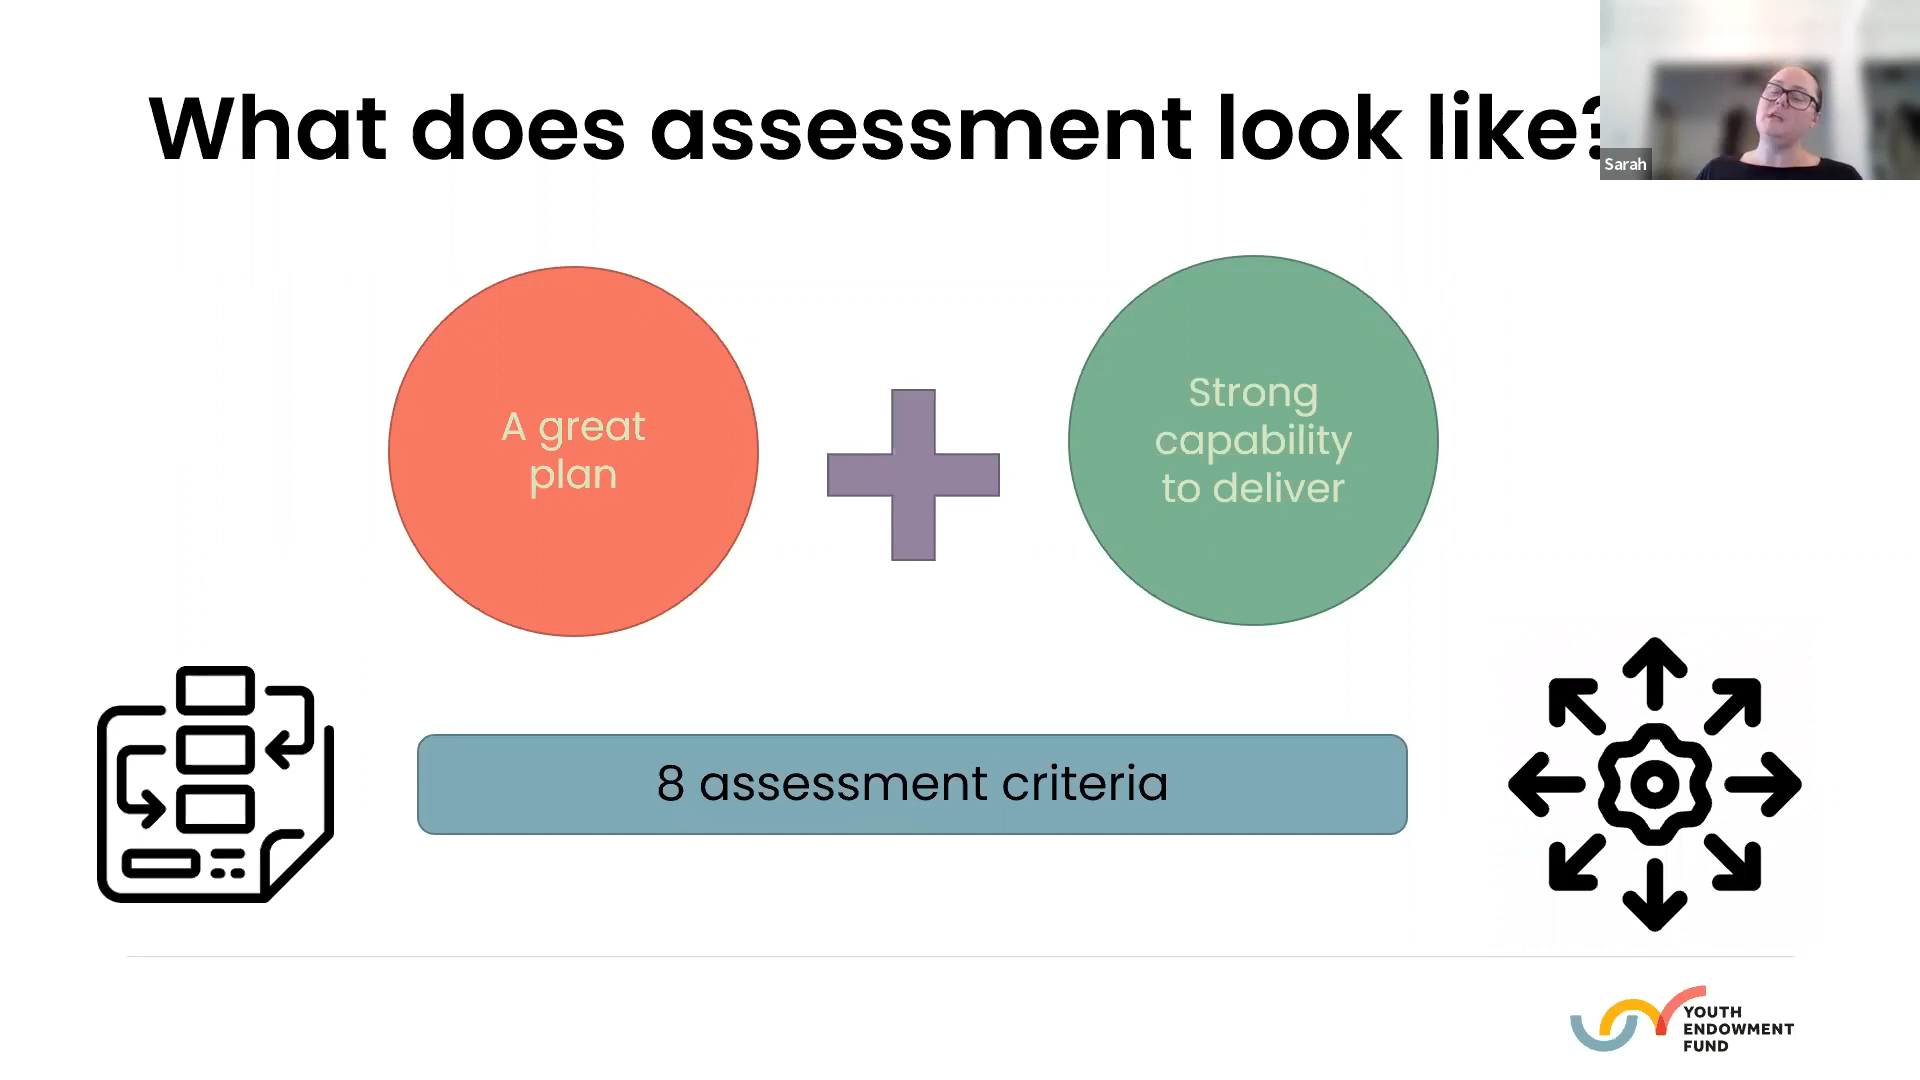 What does assessment look like?
Sarah
A great
plan
Strong
capability
to deliver
8 assessment criteria
YOUTH
ENDOWMENT
FUND